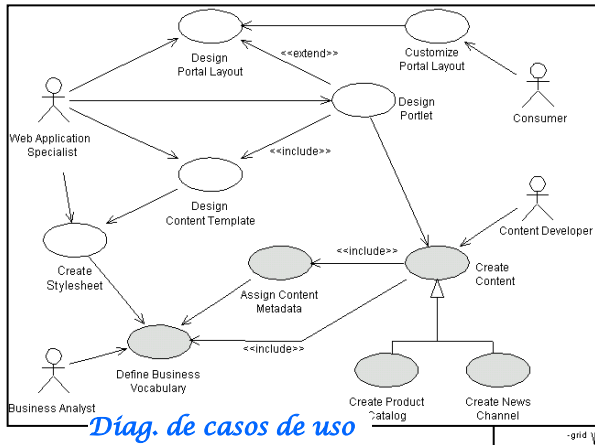 Design
Portal Layout
<<extend>>
Customize
Portal Layout
Design
Portlet
Consumer
Web Application
Specialist
<<include>>
Design
Content Template
Content Developer
Create
Stylesheet
<<include>>
Create
Content
Assign Content
Metadata
<<include>>
Define Business
Vocabulary
Business Analyst
Create Product
Catalog
Create News
Channel
Diag. de casos de uso
-grid